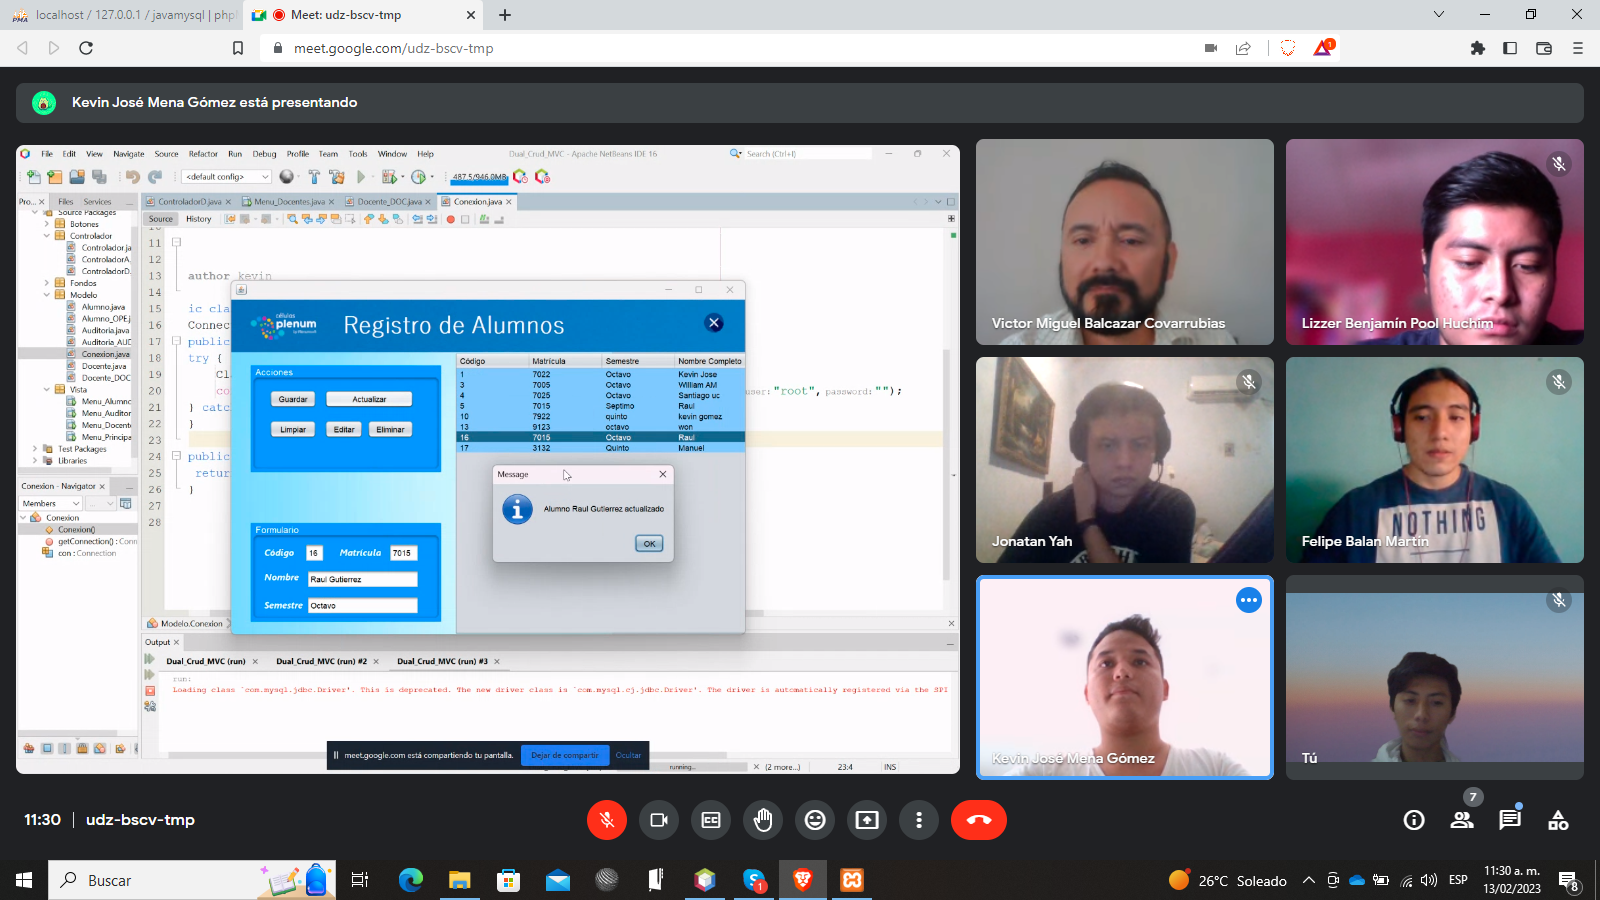 localhost / 127.0.0.1 / javamysql | php
Meet: udz-bscv-tmp
meet.google.com/udz-bscv-tmp
Kevin José Mena Gómez está presentando
File Edit View Navigate Source Refactor Run Debug Profile Team Tools Window Help
Dual_Crud_MVC - Apache NetBeans IDE 16
Search (Ctrl+I)
<default config>
487.5/946.0MB
Pro... Files Services
ControladorD.java Menu_Docentes.java Docente_DOC.java Conexion.java
Source History
Source Packages
Botones
Controlador
Controlador.ja
ControladorA.
ControladorD.
Fondos
Modelo
Alumno.java
Alumno_OPE.j
Auditoria.java
Auditoria_AUD
Conexion.java
Docente.java
Docente_DOC
Vista
Menu_Alumno
Menu_Auditor
Menu_Docente
Menu_Principa
Test Packages
Libraries
11
12
13 author kevin
14
15 ic cla
16 Connec
17 public
18 try {
19 Cl
20 co user: "root", password: "");
21 } catc
22 }
23
24 public
25 retur
26 }
27
28
células
plenum
Registro de Alumnos
Acciones
Guardar Actualizar
Limpiar Editar Eliminar
Código Matrícula Semestre Nombre Completo
1 7022 Octavo Kevin Jose
3 7005 Octavo William AM
4 7025 Octavo Santiago uc
5 7015 Septimo Raul
10 7922 quinto kevin gomez
13 9123 octavo won
16 7015 Octavo Raul
17 3132 Quinto Manuel
Message
Alumno Raul Gutierrez actualizado
OK
Formulario
Código 16 Matrícula 7015
Nombre Raul Gutierrez
Semestre Octavo
Conexion - Navigator
Members
Conexion
Conexion()
getConnection() : Conn
con : Connection
Modelo.Conexion
Output
Dual_Crud_MVC (run) Dual_Crud_MVC (run) #2 Dual_Crud_MVC (run) #3
run:
Loading class `com.mysql.jdbc.Driver'. This is deprecated. The new driver class is `com.mysql.cj.jdbc.Driver'. The driver is automatically registered via the SPI
meet.google.com está compartiendo tu pantalla. Dejar de compartir Ocultar
running... (2 more...) 23:4 INS
Victor Miguel Balcazar Covarrubias
Lizzer Benjamín Pool Huchim
Jonatan Yah
NOTHING
Felipe Balan Martín
Kevin José Mena Gómez
Tú
11:30 | udz-bscv-tmp
7
Buscar
26°C Soleado
ESP
11:30 a. m.
13/02/2023
8